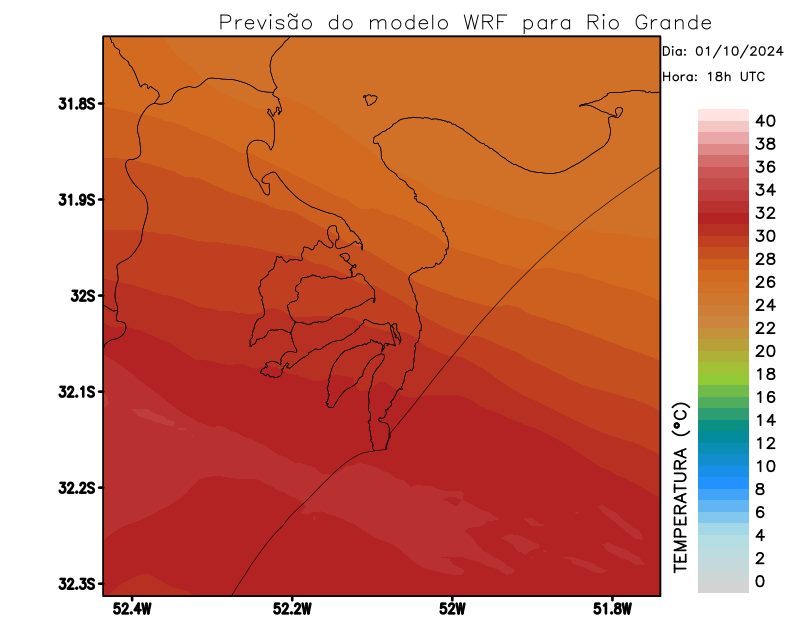 Previsão do modelo WRF para Rio Grande
Dia: 01/10/2024
Hora: 18h UTC
31.8S
31.9S
32S
32.1S
32.2S
32.3S
52.4W
52.2W
52W
51.8W
TEMPERATURA (°C)
40
38
36
34
32
30
28
26
24
22
20
18
16
14
12
10
8
6
4
2
0